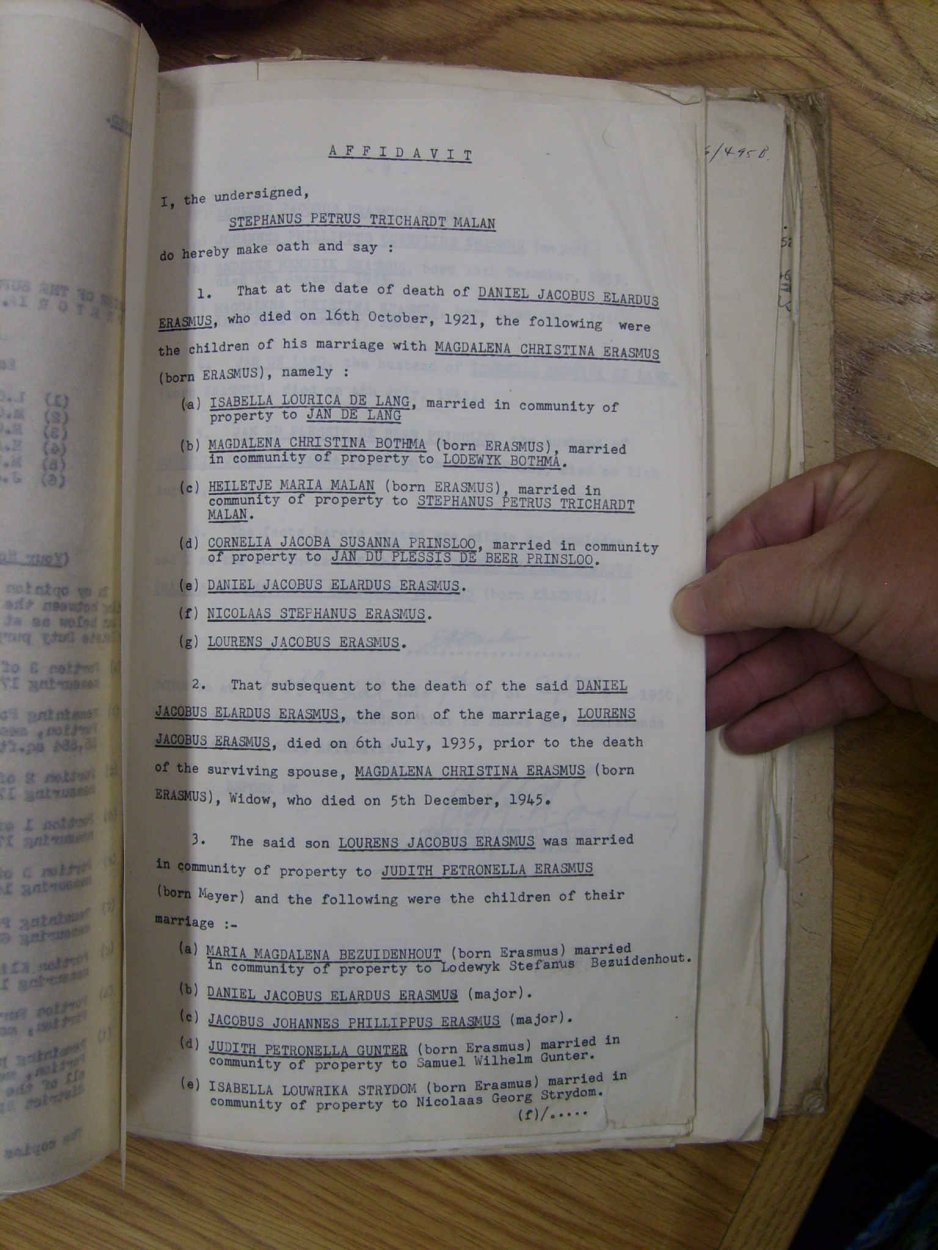 A F F I D A V I T
/495 B.
I, the undersigned,
STEPHANUS PETRUS TRICHARDT MALAN
do hereby make oath and say :
1. That at the date of death of DANIEL JACOBUS ELARDUS
ERASMUS, who died on 16th October, 1921, the following were
the children of his marriage with MAGDALENA CHRISTINA ERASMUS
(born ERASMUS), namely :
(a) ISABELLA LOURICA DE LANG, married in community of
property to JAN DE LANG
(b) MAGDALENA CHRISTINA BOTHMA (born ERASMUS), married
in community of property to LODEWYK BOTHMA.
(c) HEILETJE MARIA MALAN (born ERASMUS), married in
community of property to STEPHANUS PETRUS TRICHARDT
MALAN.
(d) CORNELIA JACOBA SUSANNA PRINSLOO, married in community
of property to JAN DU PLESSIS DE BEER PRINSLOO.
(e) DANIEL JACOBUS ELARDUS ERASMUS.
(f) NICOLAAS STEPHANUS ERASMUS.
(g) LOURENS JACOBUS ERASMUS.
2. That subsequent to the death of the said DANIEL
JACOBUS ELARDUS ERASMUS, the son of the marriage, LOURENS
JACOBUS ERASMUS, died on 6th July, 1935, prior to the death
of the surviving spouse, MAGDALENA CHRISTINA ERASMUS (born
ERASMUS), Widow, who died on 5th December, 1945.
3. The said son LOURENS JACOBUS ERASMUS was married
in community of property to JUDITH PETRONELLA ERASMUS
(born Meyer) and the following were the children of their
marriage :-
(a) MARIA MAGDALENA BEZUIDENHOUT (born Erasmus) married
in community of property to Lodewyk Stefanus Bezuidenhout.
(b) DANIEL JACOBUS ELARDUS ERASMUS (major).
(c) JACOBUS JOHANNES PHILLIPPUS ERASMUS (major).
(d) JUDITH PETRONELLA GUNTER (born Erasmus) married in
community of property to Samuel Wilhelm Gunter.
(e) ISABELLA LOUWRIKA STRYDOM (born Erasmus) married in
community of property to Nicolaas Georg Strydom.
(f)/.....